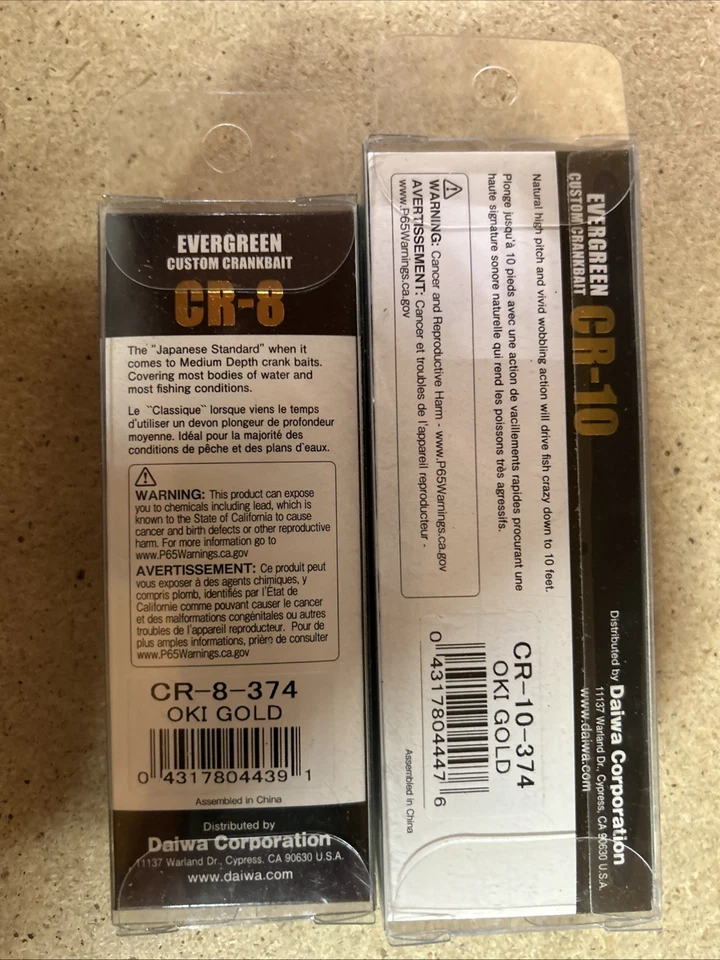 EVERGREEN
CUSTOM CRANKBAIT
CR-8
The "Japanese Standard" when it
comes to Medium Depth crank baits.
Covering most bodies of water and
most fishing conditions.
Le ``Classique`` lorsque viens le temps
d'utiliser un devon plongeur de profondeur
moyenne. Idéal pour la majorité des
conditions de pêche et des plans d`eaux.
WARNING: This product can expose
you to chemicals including lead, which is
known to the State of California to cause
cancer and birth defects or other reproductive
harm. For more information go to
www.P65Warnings.ca.gov
AVERTISSEMENT: Ce produit peut
vous exposer à des agents chimiques, y
compris plomb, identifiés par l'État de
Californie comme pouvant causer le cancer
et des malformations congénitales ou autres
troubles de l'appareil reproducteur. Pour de
plus amples informations, prière de consulter
www.P65Warnings.ca.gov
CR-8-374
OKI GOLD
0 4317804439 1
Assembled in China
Distributed by
Daiwa Corporation
11137 Warland Dr., Cypress, CA 90630 U.S.A.
www.daiwa.com
EVERGREEN
CUSTOM CRANKBAIT
CR-10
Distributed by Daiwa Corporation
11137 Warland Dr., Cypress, CA 90630 U.S.A.
www.daiwa.com
Natural high pitch and vivid wobbling action will drive fish crazy down to 10 feet.
Plonge jusqu'à 10 pieds avec une action de vacillements rapides procurant une
haute signature sonore naturelle qui rend les poissons très agressifs.
WARNING: Cancer and Reproductive Harm - www.P65Warnings.ca.gov
AVERTISSEMENT: Cancer et troubles de l'appareil reproducteur -
www.P65Warnings.ca.gov
CR-10-374
OKI GOLD
0 4317804447 6
Assembled in China